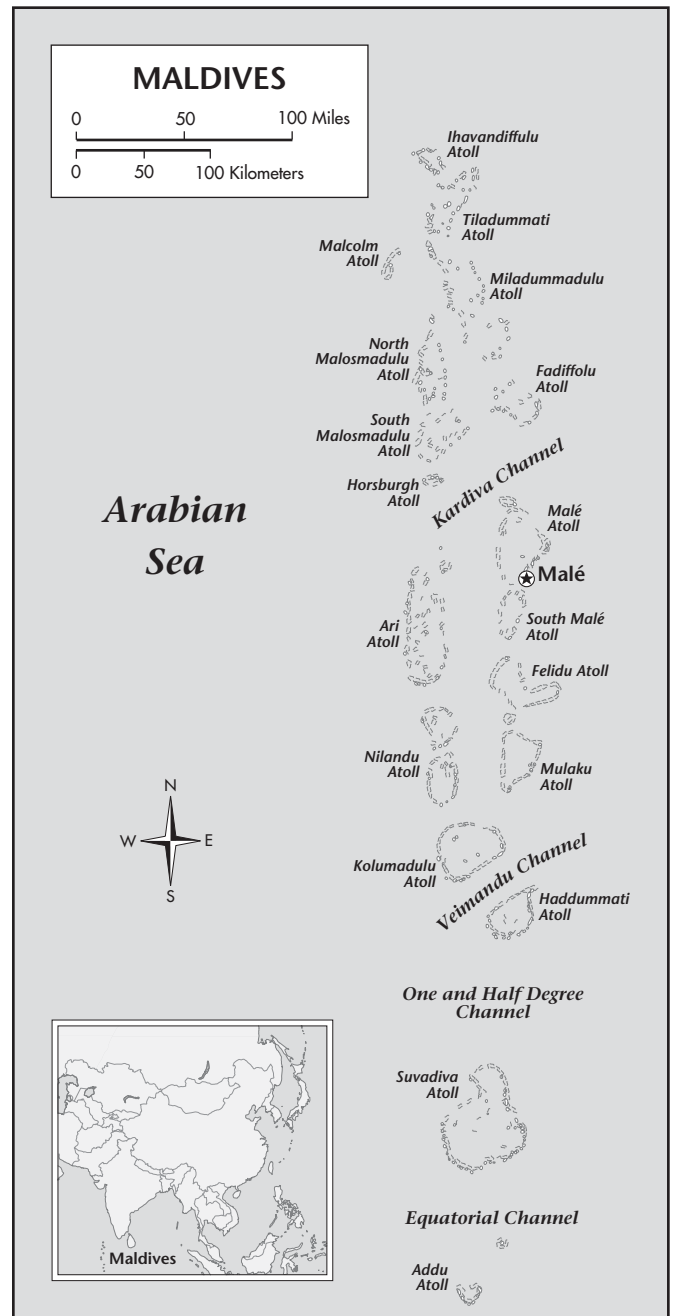 MALDIVES
0 50 100 Miles
0 50 100 Kilometers
Ihavandiffulu
Atoll
Tiladummati
Atoll
Malcolm
Atoll
Miladummadulu
Atoll
North
Malosmadulu
Atoll
Fadiffolu
Atoll
South
Malosmadulu
Atoll
Horsburgh
Atoll
Kardiva Channel
Arabian
Sea
Malé
Atoll
Malé
Ari
Atoll
South Malé
Atoll
Felidu Atoll
Nilandu
Atoll
Mulaku
Atoll
N
W E
S
Kolumadulu
Atoll
Veimandu Channel
Haddummati
Atoll
One and Half Degree
Channel
Suvadiva
Atoll
Equatorial Channel
Addu
Atoll
Maldives